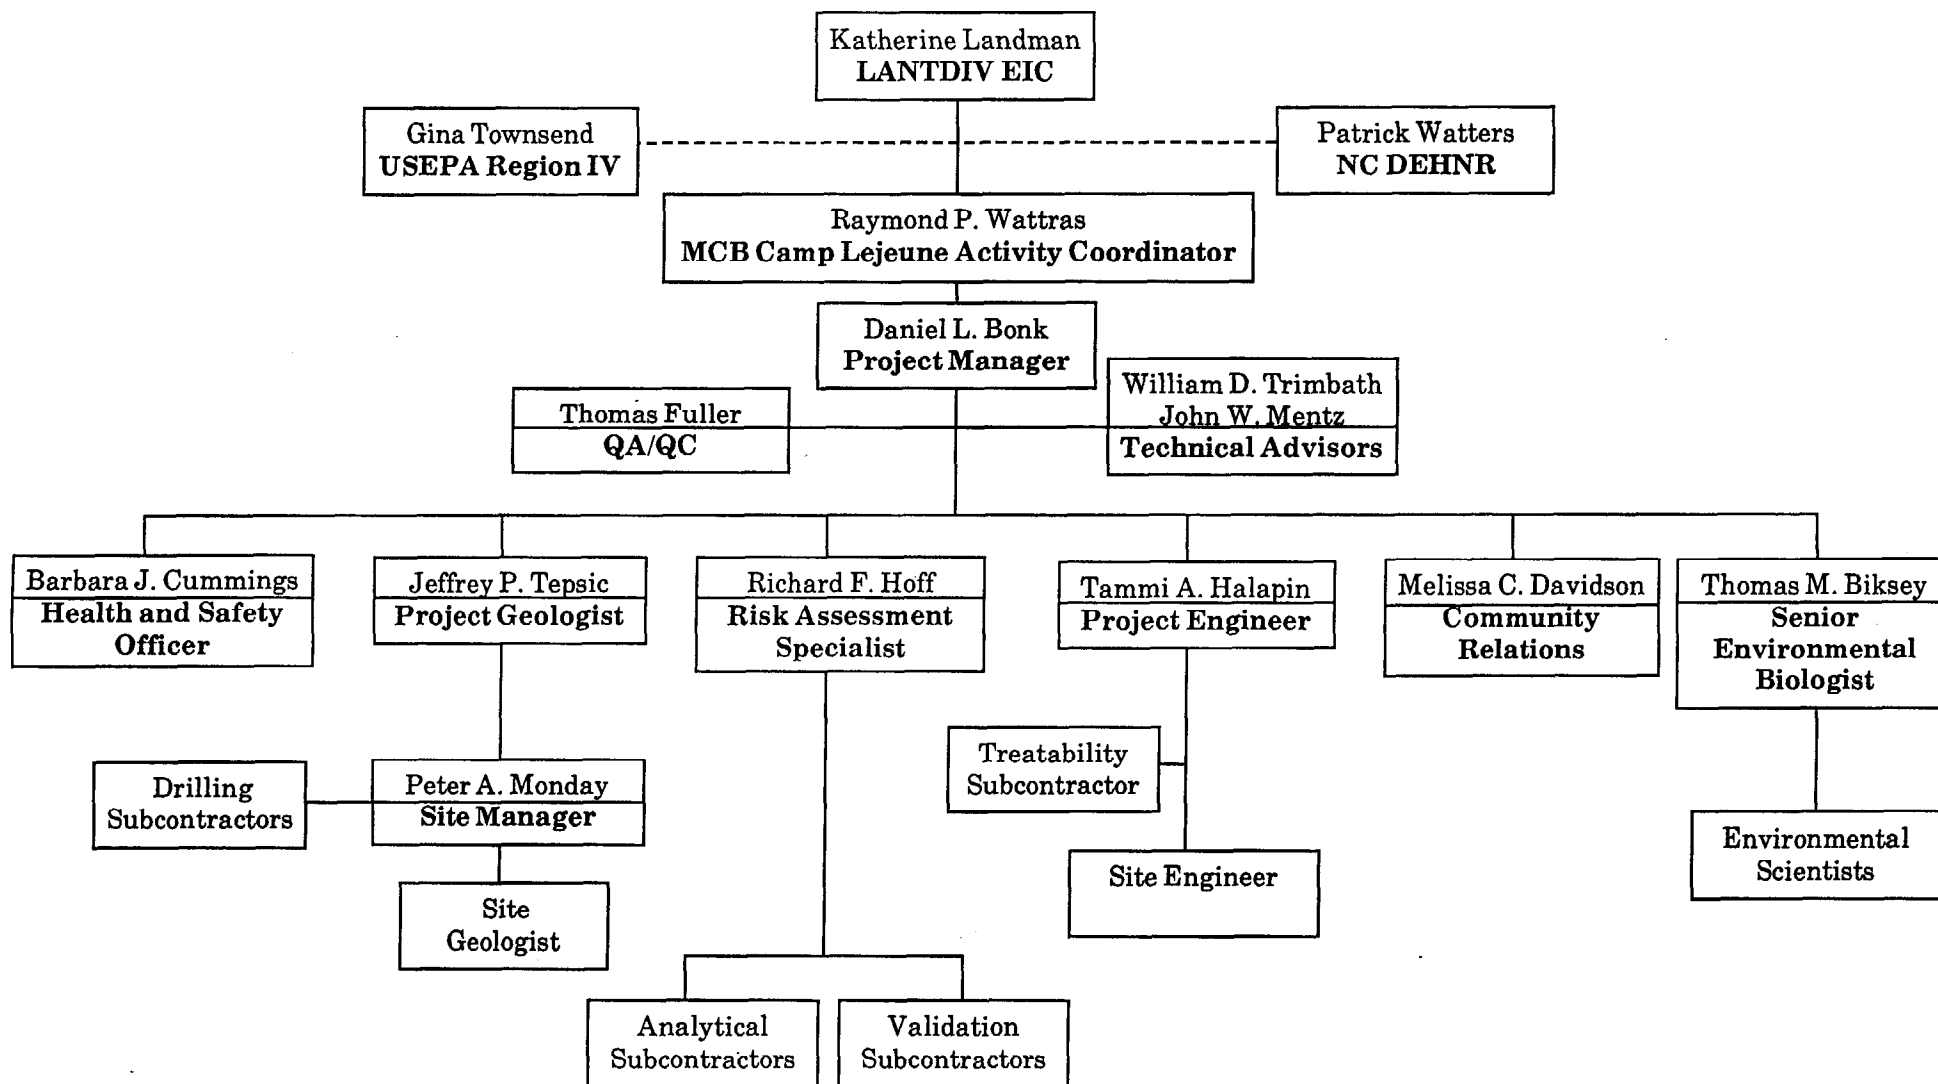 Katherine Landman
LANTDIV EIC
Gina Townsend
USEPA Region IV
Patrick Watters
NC DEHNR
Raymond P. Wattras
MCB Camp Lejeune Activity Coordinator
Daniel L. Bonk
Project Manager
Thomas Fuller
QA/QC
William D. Trimbath
John W. Mentz
Technical Advisors
Barbara J. Cummings
Health and Safety
Officer
Jeffrey P. Tepsic
Project Geologist
Richard F. Hoff
Risk Assessment
Specialist
Tammi A. Halapin
Project Engineer
Melissa C. Davidson
Community
Relations
Thomas M. Biksey
Senior
Environmental
Biologist
Drilling
Subcontractors
Peter A. Monday
Site Manager
Treatability
Subcontractor
Site
Geologist
Site Engineer
Environmental
Scientists
Analytical
Subcontractors
Validation
Subcontractors